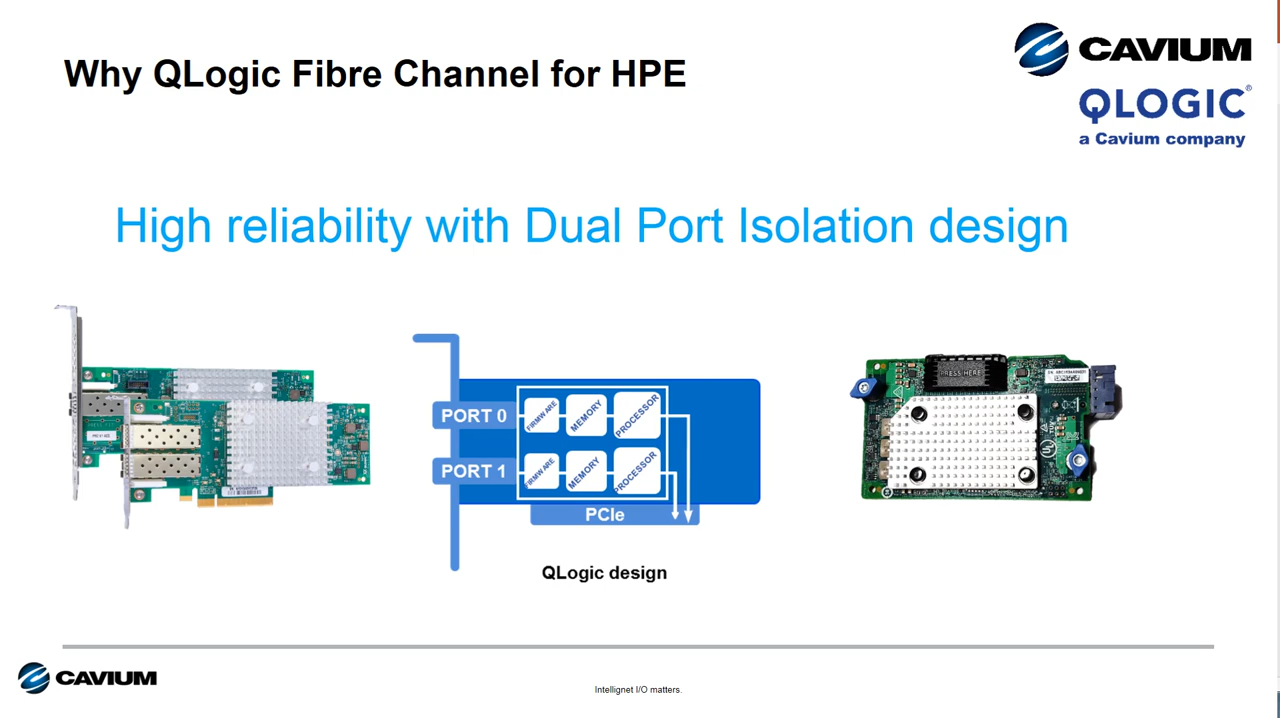 Why QLogic Fibre Channel for HPE
CAVIUM
QLOGIC®
a Cavium company
High reliability with Dual Port Isolation design
PORT 0
FIRMWARE
MEMORY
PROCESSOR
PORT 1
FIRMWARE
MEMORY
PROCESSOR
PCIe
PRESS HERE
QLogic design
CAVIUM
Intellignet I/O matters.